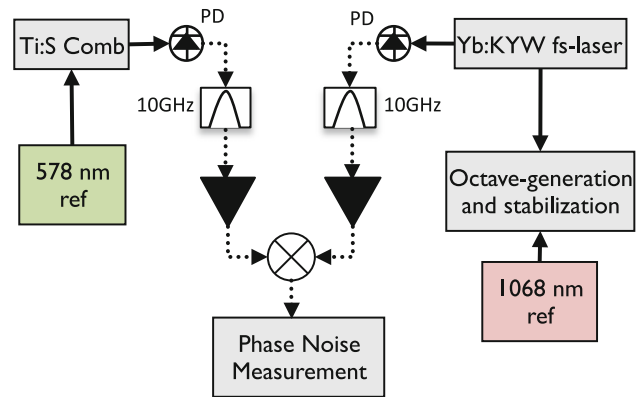 PD
PD
Ti:S Comb
Yb:KYW fs-laser
10GHz
10GHz
578 nm
ref
Octave-generation
and stabilization
1068 nm
ref
Phase Noise
Measurement